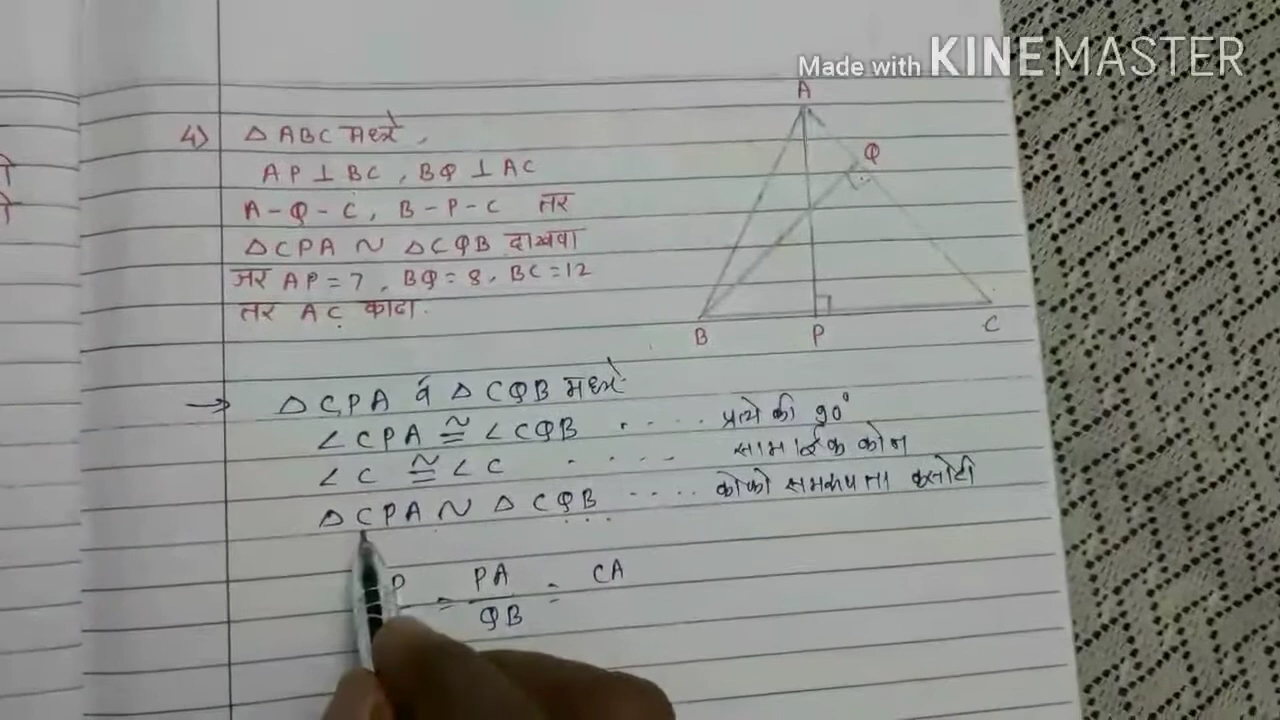 Made with KINEMASTER
4) △ ABC मध्ये,
AP ⊥ BC, BQ ⊥ AC
A-Q-C, B-P-C तर
△CPA ~ △CQB दाखवा
जर AP=7, BQ=8, BC=12
तर AC काढा.
A
Q
B
P
C
→ △CPA व △CQB मध्ये
∠CPA ≅ ∠CQB ..... प्रत्येकी 90°
∠C ≅ ∠C ..... सामाईक कोन
△CPA ~ △CQB .... कोको समरूपता कसोटी
P = PA/QB = CA